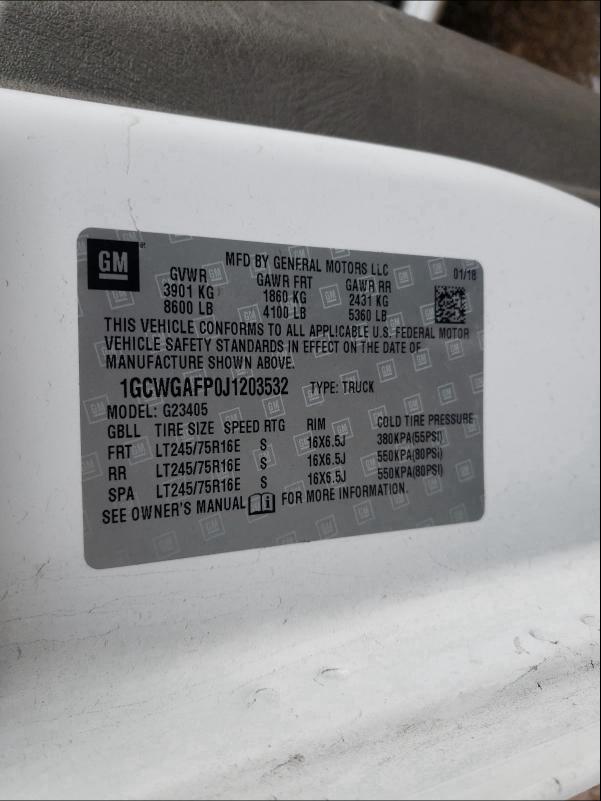 GM
MFD BY GENERAL MOTORS LLC 01/18
GVWR GAWR FRT GAWR RR
3901 KG 1860 KG 2431 KG
8600 LB 4100 LB 5360 LB
THIS VEHICLE CONFORMS TO ALL APPLICABLE U.S. FEDERAL MOTOR
VEHICLE SAFETY STANDARDS IN EFFECT ON THE DATE OF
MANUFACTURE SHOWN ABOVE.
1GCWGAFP0J1203532 TYPE: TRUCK
MODEL: G23405
GBLL TIRE SIZE SPEED RTG RIM COLD TIRE PRESSURE
FRT LT245/75R16E S 16X6.5J 380KPA(55PSI)
RR LT245/75R16E S 16X6.5J 550KPA(80PSI)
SPA LT245/75R16E S 16X6.5J 550KPA(80PSI)
SEE OWNER'S MANUAL i FOR MORE INFORMATION.